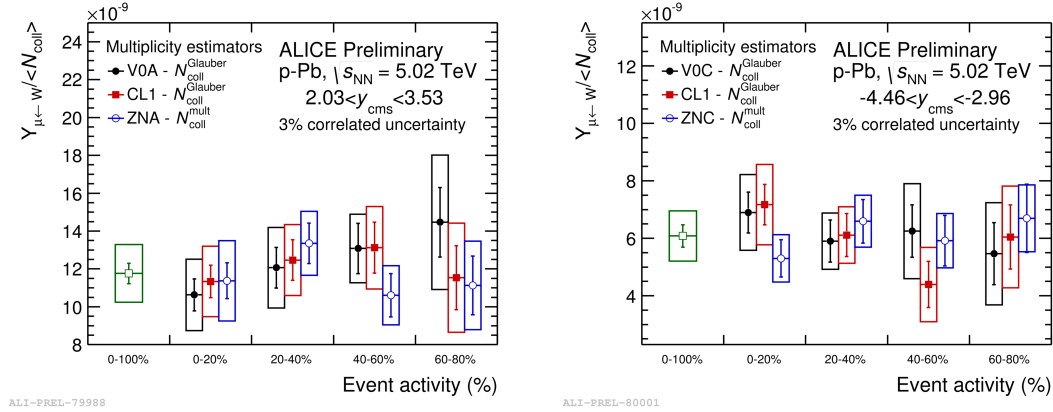 ×10⁻⁹
Y_μ← W/<N_coll>
24
22
20
18
16
14
12
10
8
Multiplicity estimators
V0A - N_coll^Glauber
CL1 - N_coll^Glauber
ZNA - N_coll^mult
ALICE Preliminary
p-Pb, \s_NN = 5.02 TeV
2.03<y_cms<3.53
3% correlated uncertainty
0-100% 0-20% 20-40% 40-60% 60-80%
Event activity (%)
ALI-PREL-79988
×10⁻⁹
Y_μ← W/<N_coll>
12
10
8
6
4
Multiplicity estimators
V0C - N_coll^Glauber
CL1 - N_coll^Glauber
ZNC - N_coll^mult
ALICE Preliminary
p-Pb, \s_NN = 5.02 TeV
-4.46<y_cms<-2.96
3% correlated uncertainty
0-100% 0-20% 20-40% 40-60% 60-80%
Event activity (%)
ALI-PREL-80001